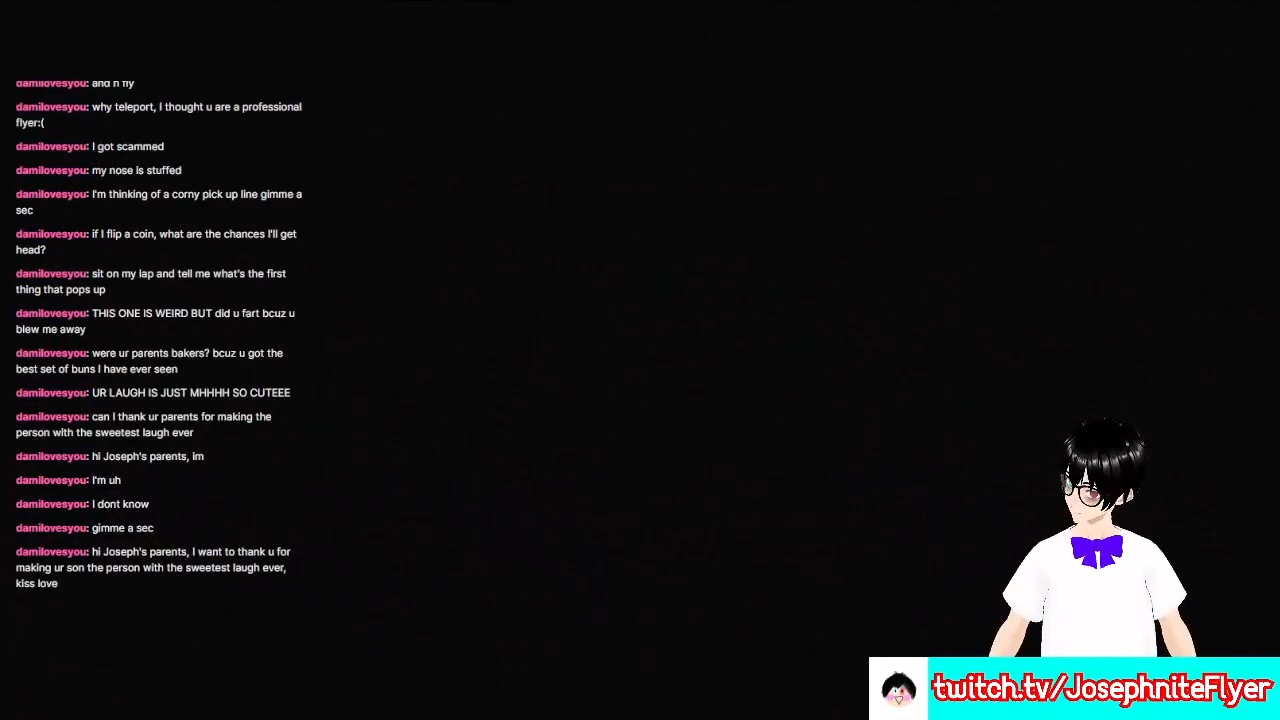 damilovesyou: and n fly
damilovesyou: why teleport, I thought u are a professional
flyer:(
damilovesyou: I got scammed
damilovesyou: my nose is stuffed
damilovesyou: I'm thinking of a corny pick up line gimme a
sec
damilovesyou: if I flip a coin, what are the chances I'll get
head?
damilovesyou: sit on my lap and tell me what's the first
thing that pops up
damilovesyou: THIS ONE IS WEIRD BUT did u fart bcuz u
blew me away
damilovesyou: were ur parents bakers? bcuz u got the
best set of buns I have ever seen
damilovesyou: UR LAUGH IS JUST MHHHH SO CUTEEE
damilovesyou: can I thank ur parents for making the
person with the sweetest laugh ever
damilovesyou: hi Joseph's parents, im
damilovesyou: I'm uh
damilovesyou: I dont know
damilovesyou: gimme a sec
damilovesyou: hi Joseph's parents, I want to thank u for
making ur son the person with the sweetest laugh ever,
kiss love
twitch.tv/JosephniteFlyer